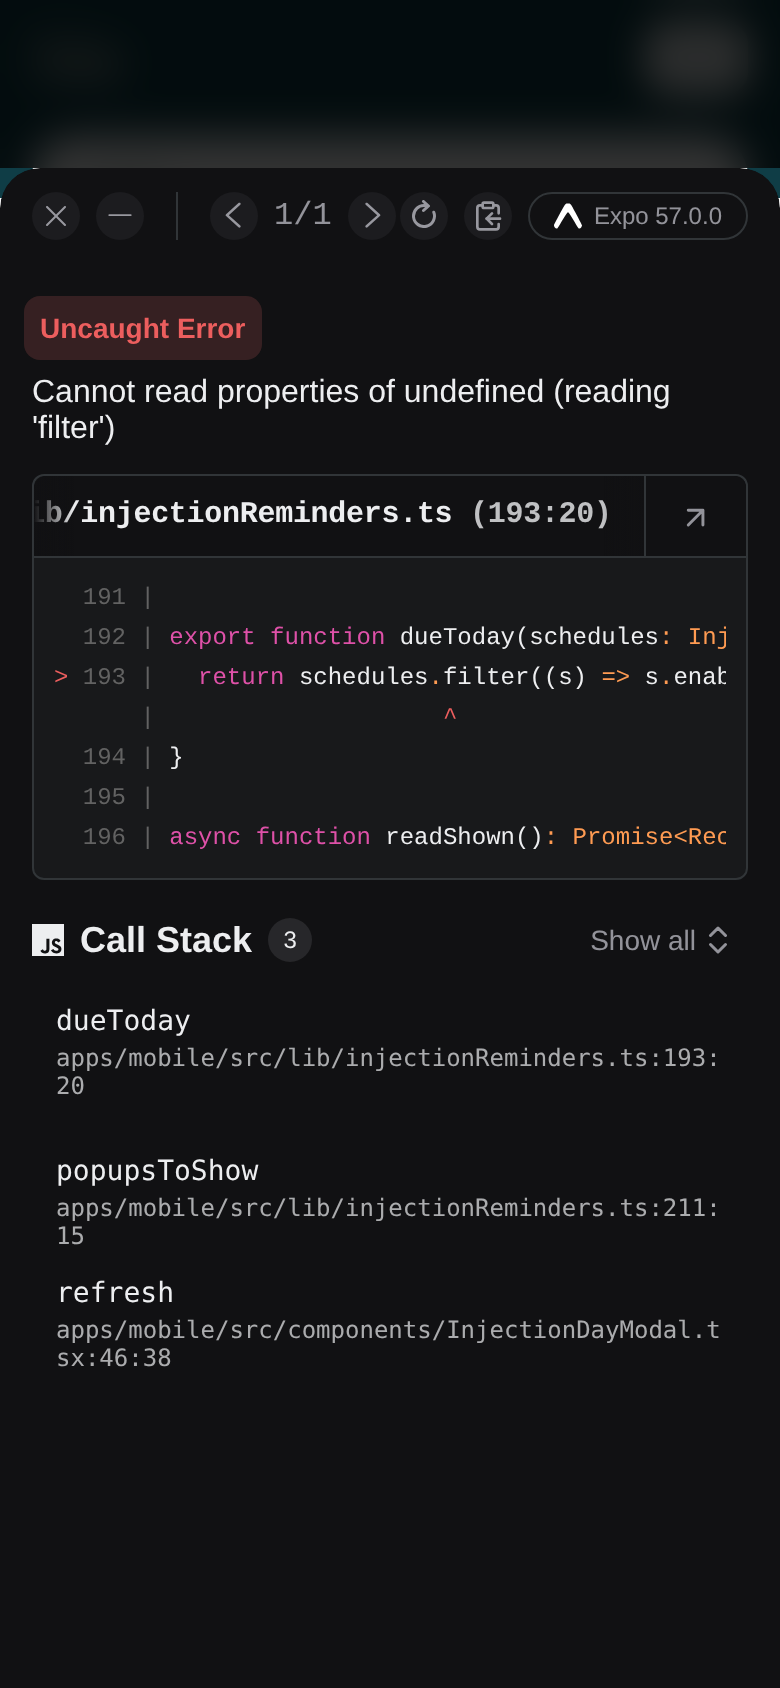 1/1
Expo 57.0.0
Uncaught Error
Cannot read properties of undefined (reading
'filter')
b/injectionReminders.ts (193:20)
191 |
192 | export function dueToday(schedules: Inj
> 193 |   return schedules.filter((s) => s.enab
|                    ^
194 | }
195 |
196 | async function readShown(): Promise<Rec
JS
Call Stack
3
Show all
dueToday
apps/mobile/src/lib/injectionReminders.ts:193:
20
popupsToShow
apps/mobile/src/lib/injectionReminders.ts:211:
15
refresh
apps/mobile/src/components/InjectionDayModal.t
sx:46:38